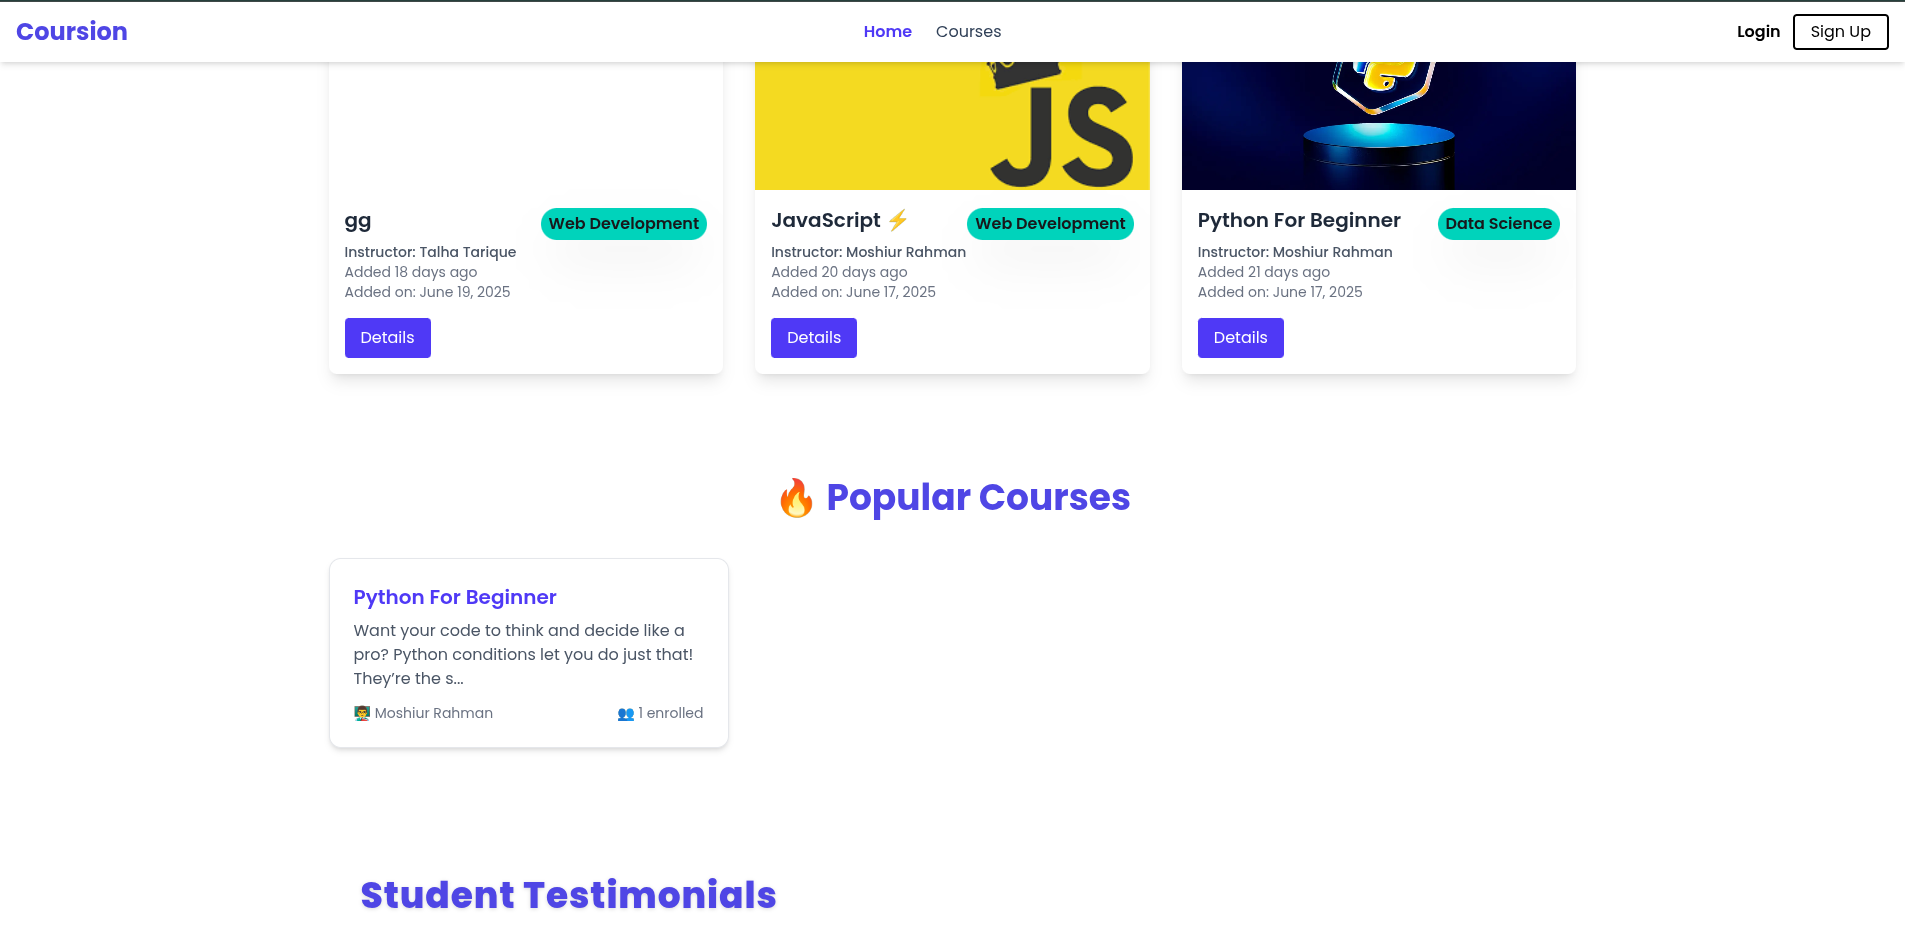 Coursion
Home
Courses
Login
Sign Up
JS
gg
Web Development
Instructor: Talha Tarique
Added 18 days ago
Added on: June 19, 2025
Details
JavaScript ⚡
Web Development
Instructor: Moshiur Rahman
Added 20 days ago
Added on: June 17, 2025
Details
Python For Beginner
Data Science
Instructor: Moshiur Rahman
Added 21 days ago
Added on: June 17, 2025
Details
🔥 Popular Courses
Python For Beginner
Want your code to think and decide like a
pro? Python conditions let you do just that!
They’re the s...
👨‍🏫 Moshiur Rahman
👥 1 enrolled
Student Testimonials